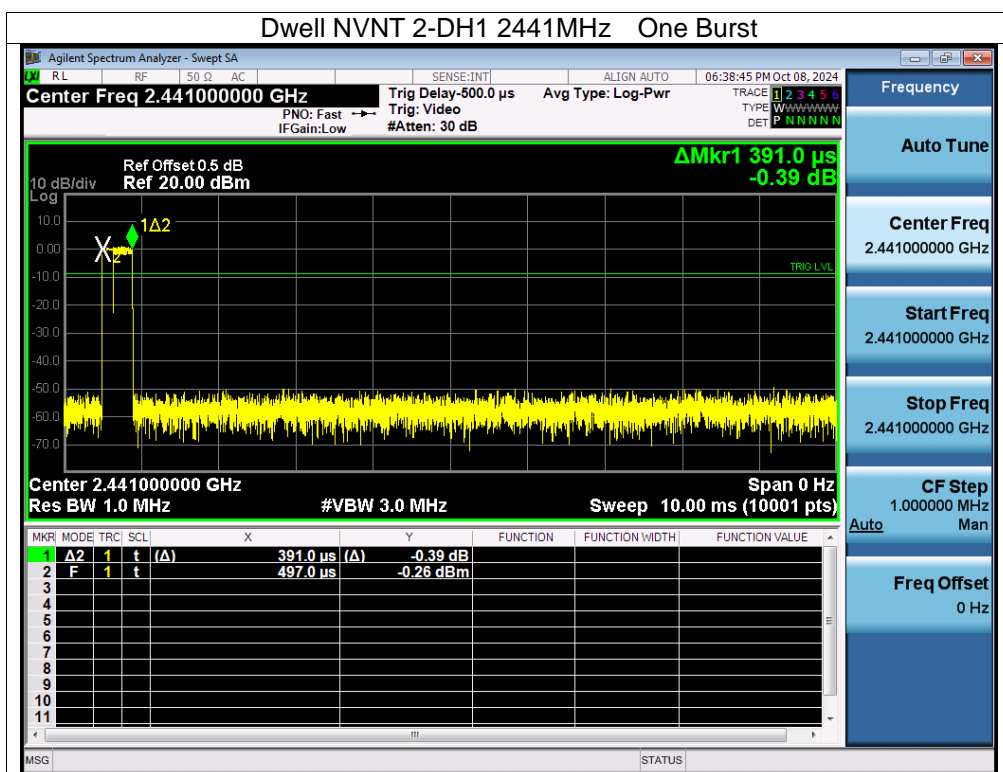 Dwell NVNT 2-DH1 2441MHz One Burst
Agilent Spectrum Analyzer - Swept SA
LXI RL RF 50 Ω AC SENSE:INT ALIGN AUTO 06:38:45 PM Oct 08, 2024
Center Freq 2.441000000 GHz Trig Delay-500.0 µs Avg Type: Log-Pwr TRACE 1 2 3 4 5 6
PNO: Fast Trig: Video TYPE WWWWWW
IFGain:Low #Atten: 30 dB DET P N N N N N
Frequency
Auto Tune
Center Freq
2.441000000 GHz
Start Freq
2.441000000 GHz
Stop Freq
2.441000000 GHz
CF Step
1.000000 MHz
Auto Man
Freq Offset
0 Hz
ΔMkr1 391.0 µs
-0.39 dB
Ref Offset 0.5 dB
10 dB/div Ref 20.00 dBm
Log
10.0
0.00
-10.0
-20.0
-30.0
-40.0
-50.0
-60.0
-70.0
1Δ2
2
TRIG LVL
Center 2.441000000 GHz Span 0 Hz
Res BW 1.0 MHz #VBW 3.0 MHz Sweep 10.00 ms (10001 pts)
MKR MODE TRC SCL X Y FUNCTION FUNCTION WIDTH FUNCTION VALUE
1 Δ2 1 t (Δ) 391.0 µs (Δ) -0.39 dB
2 F 1 t 497.0 µs -0.26 dBm
3
4
5
6
7
8
9
10
11
MSG STATUS